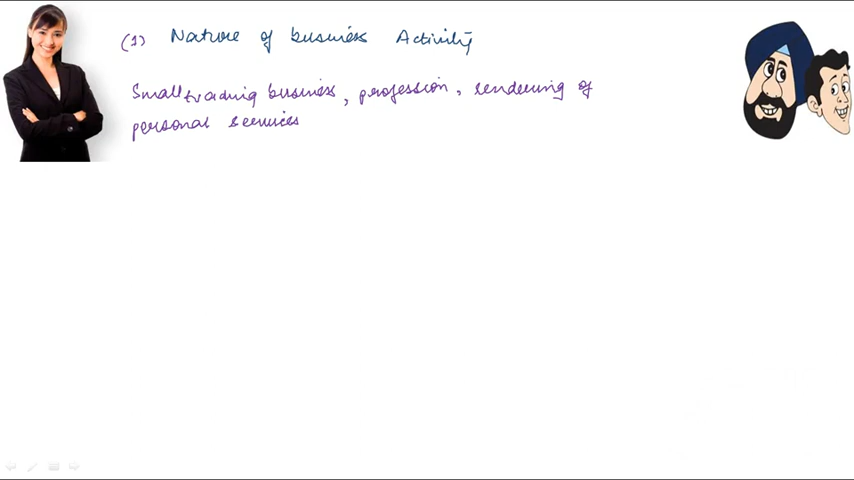 (1) Nature of business Activity
Small trading business, profession, rendering of
personal services